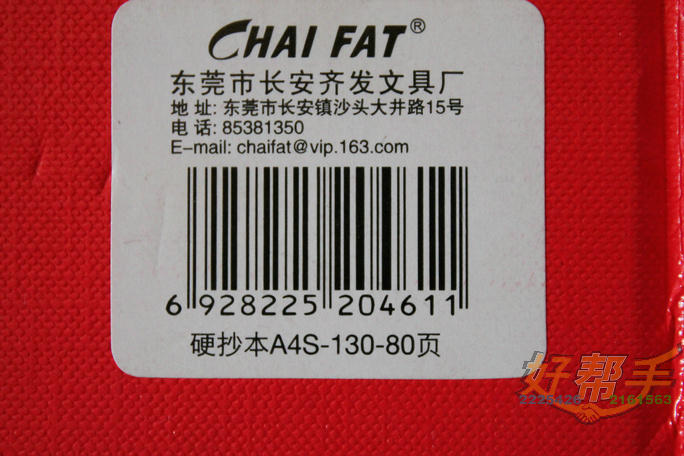 CHAI FAT®
东莞市长安齐发文具厂
地 址: 东莞市长安镇沙头大井路15号
电 话: 85381350
E-mail: chaifat@vip.163.com
6 928225 204611
硬抄本A4S-130-80页
好帮手
2225426 2161563